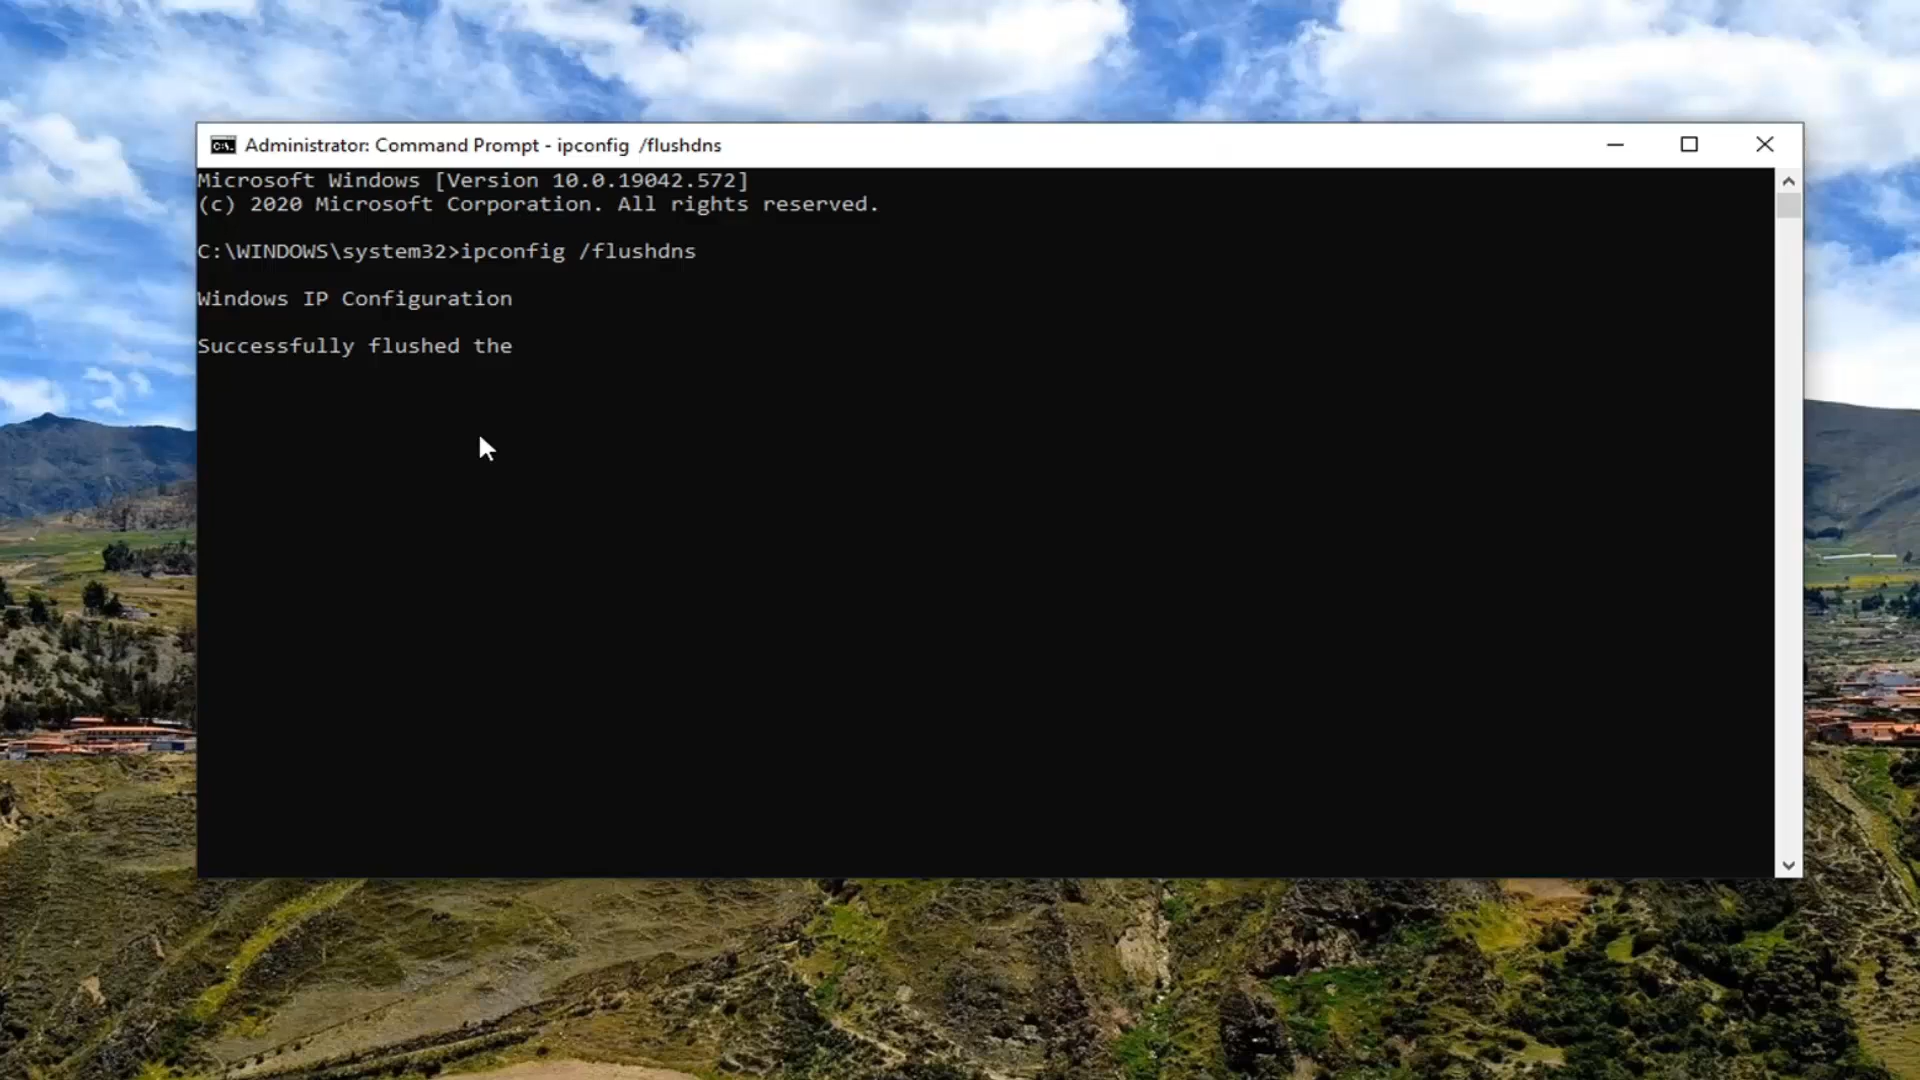 Administrator: Command Prompt - ipconfig  /flushdns
Microsoft Windows [Version 10.0.19042.572]
(c) 2020 Microsoft Corporation. All rights reserved.
C:\WINDOWS\system32>ipconfig /flushdns
Windows IP Configuration
Successfully flushed the